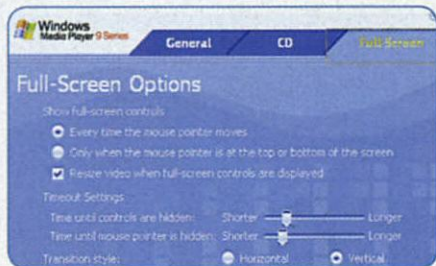 Windows
Media Player 9 Series
General CD Full-Screen
Full-Screen Options
Show full-screen controls
Every time the mouse pointer moves
Only when the mouse pointer is at the top or bottom of the screen
Resize video when full-screen controls are displayed
Timeout Settings
Time until controls are hidden: Shorter Longer
Time until mouse pointer is hidden: Shorter Longer
Transition style: Horizontal Vertical